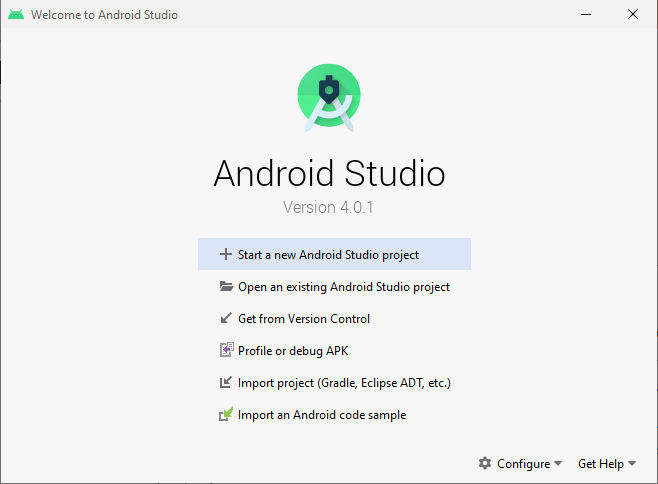 Welcome to Android Studio
Android Studio
Version 4.0.1
Start a new Android Studio project
Open an existing Android Studio project
Get from Version Control
Profile or debug APK
Import project (Gradle, Eclipse ADT, etc.)
Import an Android code sample
Configure Get Help